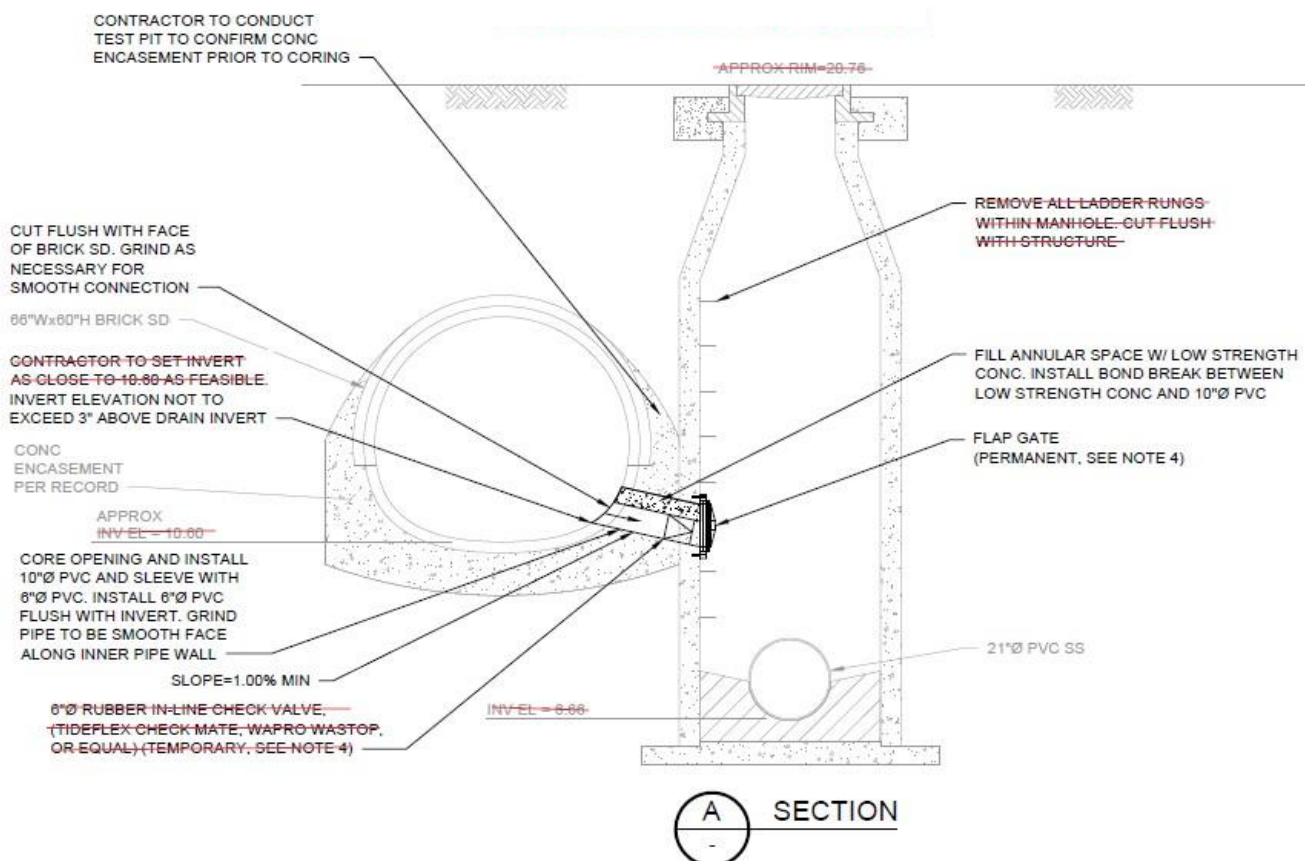 CONTRACTOR TO CONDUCT
TEST PIT TO CONFIRM CONC
ENCASEMENT PRIOR TO CORING
APPROX RIM=20.76
CUT FLUSH WITH FACE
OF BRICK SD. GRIND AS
NECESSARY FOR
SMOOTH CONNECTION
66"Wx60"H BRICK SD
CONTRACTOR TO SET INVERT
AS CLOSE TO 10.60 AS FEASIBLE.
INVERT ELEVATION NOT TO
EXCEED 3" ABOVE DRAIN INVERT
CONC
ENCASEMENT
PER RECORD
APPROX
INV EL = 10.60
CORE OPENING AND INSTALL
10"Ø PVC AND SLEEVE WITH
6"Ø PVC. INSTALL 6"Ø PVC
FLUSH WITH INVERT. GRIND
PIPE TO BE SMOOTH FACE
ALONG INNER PIPE WALL
SLOPE=1.00% MIN
6"Ø RUBBER IN-LINE CHECK VALVE,
(TIDEFLEX CHECK MATE, WAPRO WASTOP,
OR EQUAL) (TEMPORARY, SEE NOTE 4)
REMOVE ALL LADDER RUNGS
WITHIN MANHOLE. CUT FLUSH
WITH STRUCTURE
FILL ANNULAR SPACE W/ LOW STRENGTH
CONC. INSTALL BOND BREAK BETWEEN
LOW STRENGTH CONC AND 10"Ø PVC
FLAP GATE
(PERMANENT, SEE NOTE 4)
21"Ø PVC SS
INV EL = 6.66
A SECTION
-